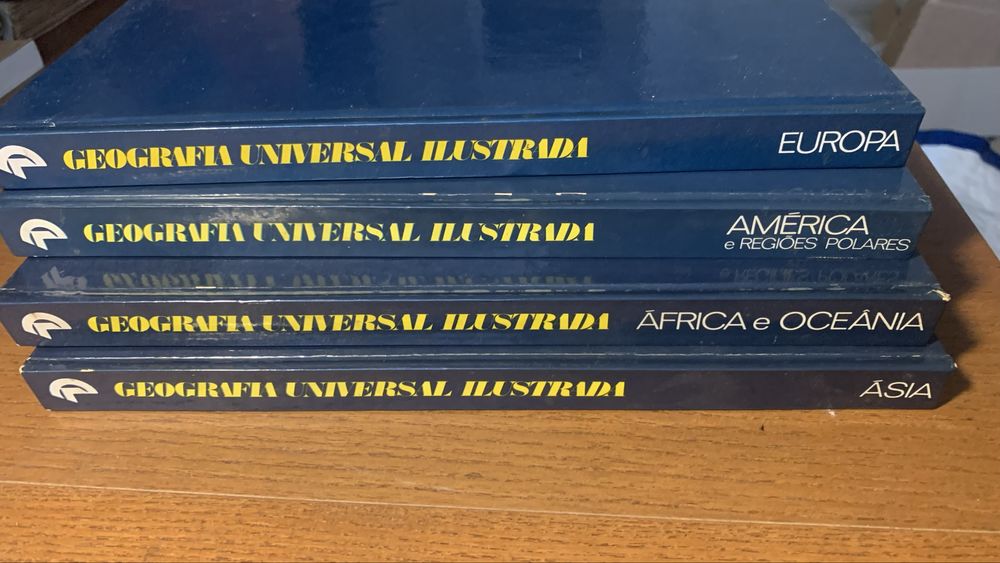 GEOGRAFIA UNIVERSAL ILUSTRADA EUROPA
GEOGRAFIA UNIVERSAL ILUSTRADA AMÉRICA
e REGIÕES POLARES
GEOGRAFIA UNIVERSAL ILUSTRADA ÁFRICA e OCEÂNIA
GEOGRAFIA UNIVERSAL ILUSTRADA ÁSIA